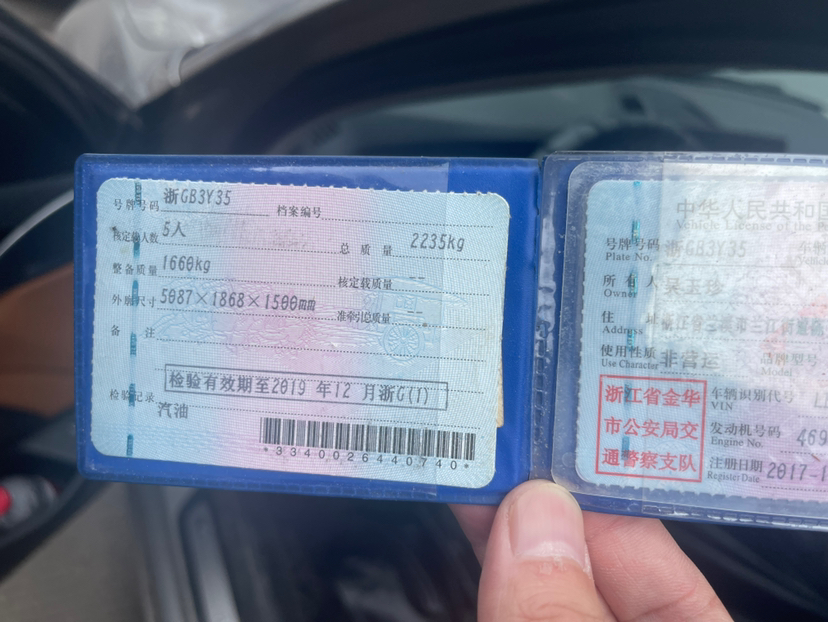 号牌号码 浙GB3Y35 档案编号
核定载人数 5人 总质量 2235kg
整备质量 1660kg 核定载质量 --
外廓尺寸 5087×1868×1500mm 准牵引总质量 --
备 注
检验有效期至2019 年12 月浙G(1)
检验记录
汽油
*3340026440740*
中华人民共和国
Vehicle License of the P
号牌号码 浙GB3Y35 车辆
Plate No.
所 有 人 吴玉珍
Owner
住 址
Address
使用性质 非营运 品牌型号
Use Character Model
浙江省金华
市公安局交
通警察支队
车辆识别代号
VIN
发动机号码 469
Engine No.
注册日期 2017-1
Register Date